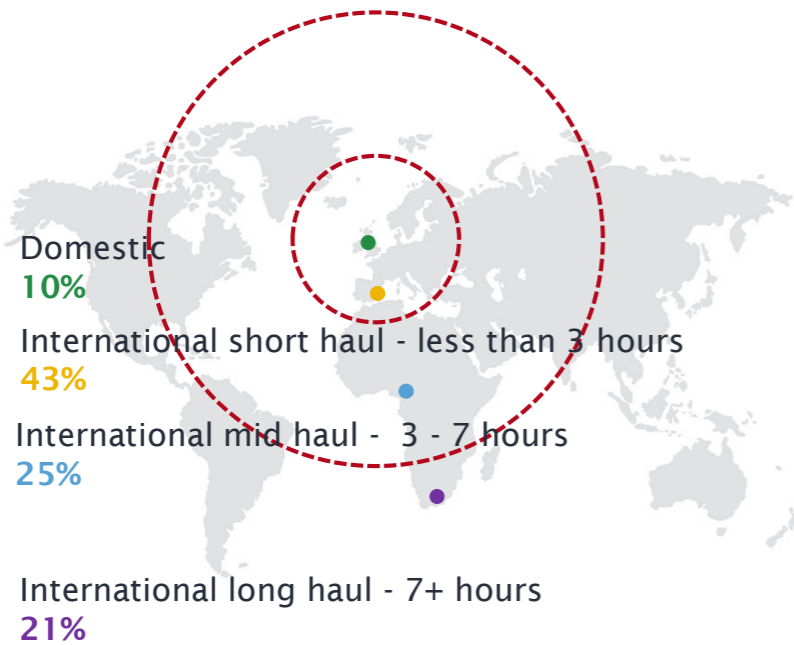 Domestic
10%
International short haul - less than 3 hours
43%
International mid haul -  3 - 7 hours
25%
International long haul - 7+ hours
21%